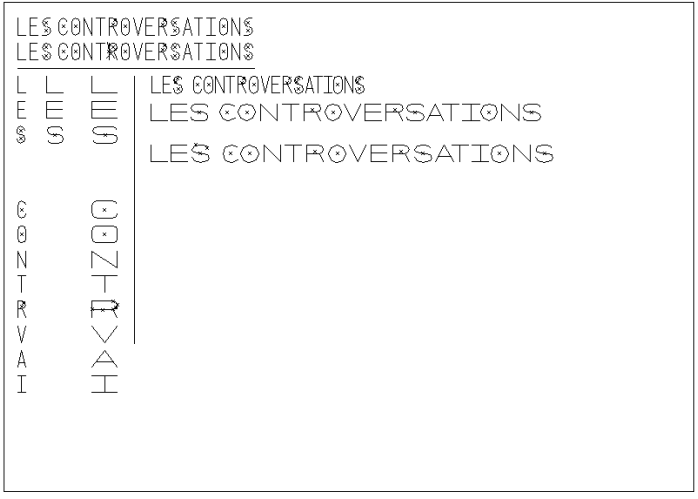 LES CONTROVERSATIONS
LES CONTROVERSATIONS
L L L
E E E
S S S
C C
O O
N N
T T
R R
V V
A A
I I
LES CONTROVERSATIONS
LES CONTROVERSATIONS
LES CONTROVERSATIONS